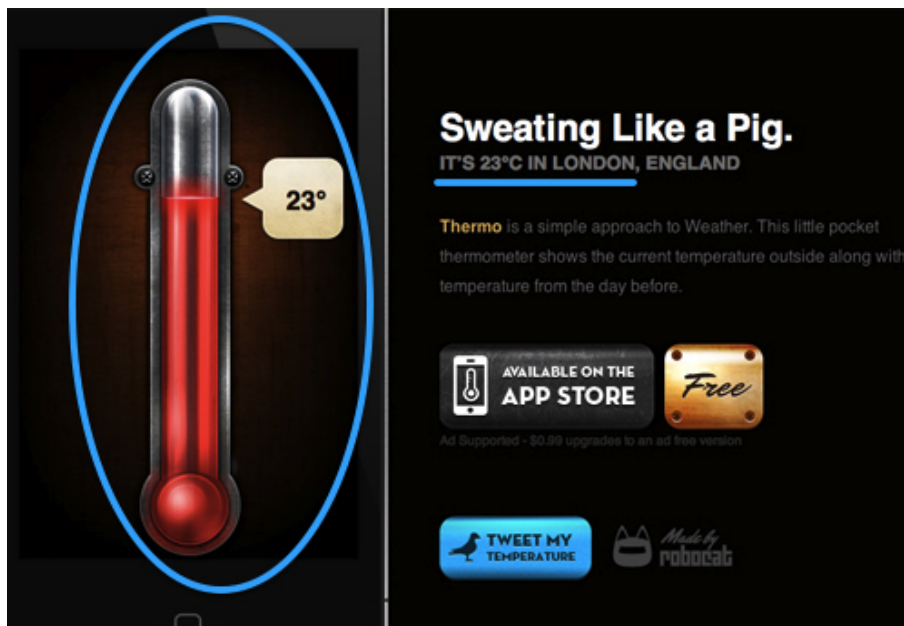 23°
Sweating Like a Pig.
IT'S 23°C IN LONDON, ENGLAND
Thermo is a simple approach to Weather. This little pocket
thermometer shows the current temperature outside along with
temperature from the day before.
AVAILABLE ON THE
APP STORE
Free
Ad Supported - $0.99 upgrades to an ad free version
TWEET MY
TEMPERATURE
Made by
robocat